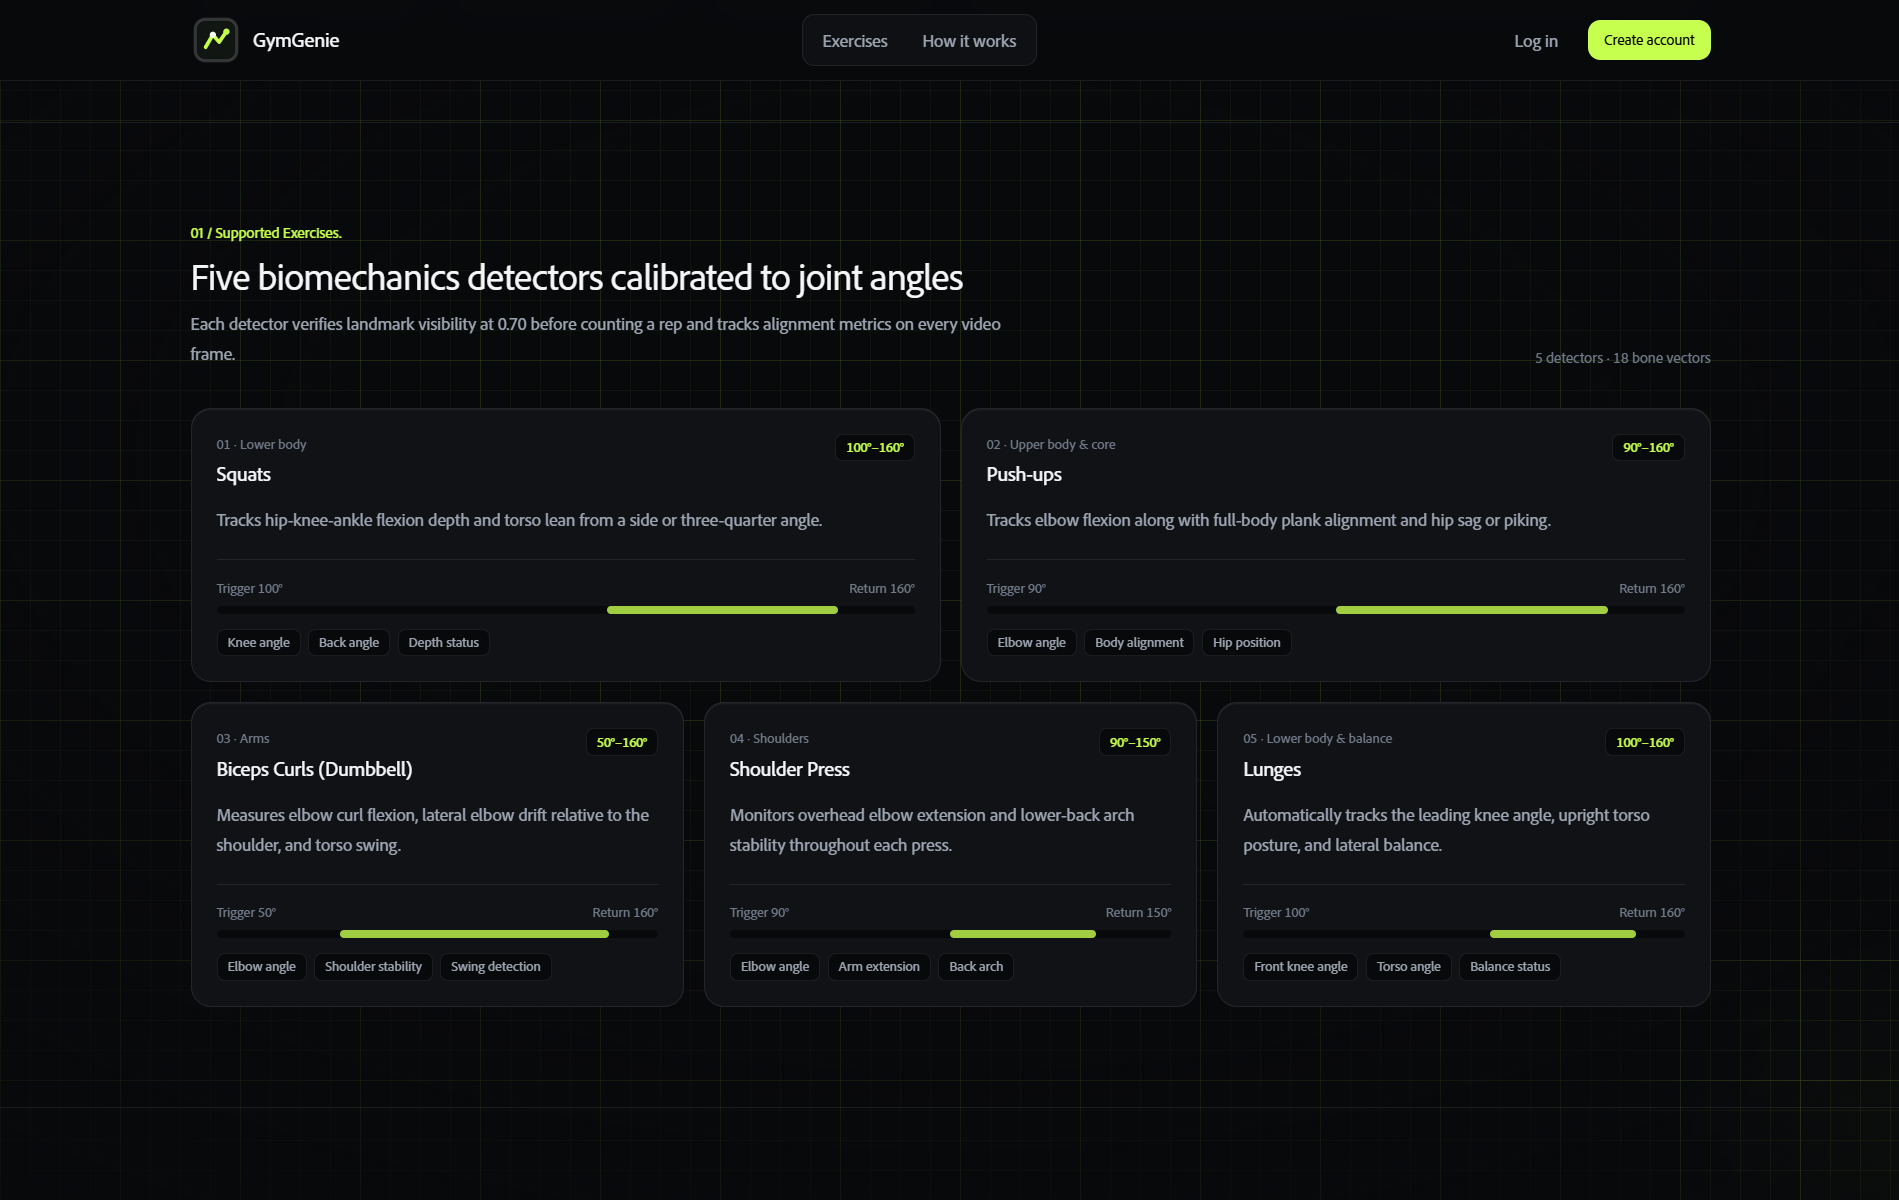 GymGenie
Exercises
How it works
Log in
Create account
01 / Supported Exercises.
Five biomechanics detectors calibrated to joint angles
Each detector verifies landmark visibility at 0.70 before counting a rep and tracks alignment metrics on every video
frame.
5 detectors · 18 bone vectors
01 · Lower body
100°–160°
Squats
Tracks hip-knee-ankle flexion depth and torso lean from a side or three-quarter angle.
Trigger 100°
Return 160°
Knee angle
Back angle
Depth status
02 · Upper body & core
90°–160°
Push-ups
Tracks elbow flexion along with full-body plank alignment and hip sag or piking.
Trigger 90°
Return 160°
Elbow angle
Body alignment
Hip position
03 · Arms
50°–160°
Biceps Curls (Dumbbell)
Measures elbow curl flexion, lateral elbow drift relative to the
shoulder, and torso swing.
Trigger 50°
Return 160°
Elbow angle
Shoulder stability
Swing detection
04 · Shoulders
90°–150°
Shoulder Press
Monitors overhead elbow extension and lower-back arch
stability throughout each press.
Trigger 90°
Return 150°
Elbow angle
Arm extension
Back arch
05 · Lower body & balance
100°–160°
Lunges
Automatically tracks the leading knee angle, upright torso
posture, and lateral balance.
Trigger 100°
Return 160°
Front knee angle
Torso angle
Balance status